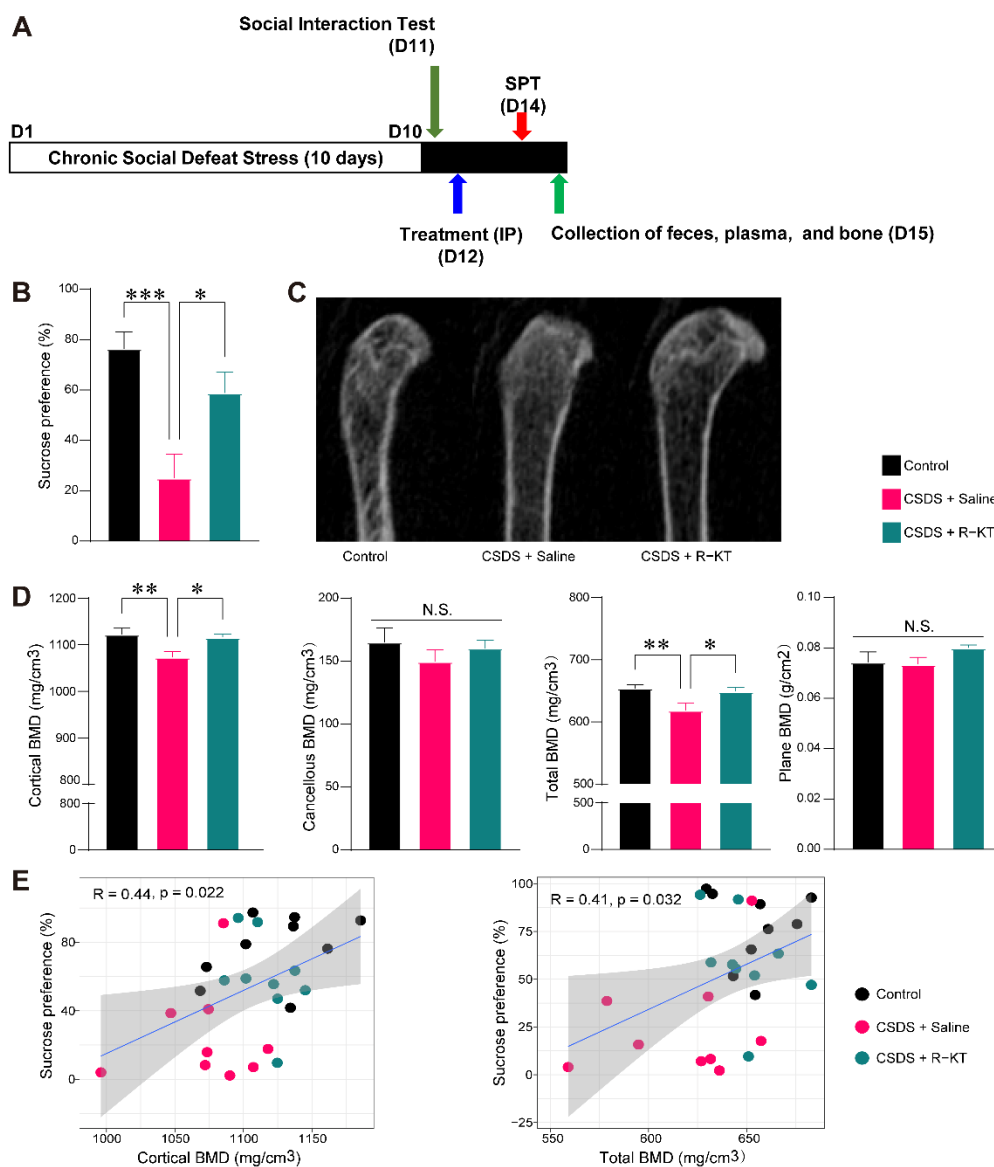 A
Social Interaction Test
(D11)
SPT
(D14)
D1
D10
Chronic Social Defeat Stress (10 days)
Treatment (IP)
(D12)
Collection of feces, plasma, and bone (D15)
B
Sucrose preference (%)
100
80
60
40
20
0
***
*
C
Control
CSDS + Saline
CSDS + R−KT
Control
CSDS + Saline
CSDS + R−KT
D
Cortical BMD (mg/cm3)
1200
1100
1000
900
800
800
0
**
*
Cancellous BMD (mg/cm3)
200
150
100
50
0
N.S.
Total BMD (mg/cm3)
800
700
600
500
500
0
**
*
Plane BMD (g/cm2)
0.10
0.08
0.06
0.04
0.02
0.00
N.S.
E
R = 0.44, p = 0.022
Sucrose preference (%)
80
40
0
1000
1050
1100
1150
Cortical BMD (mg/cm3)
R = 0.41, p = 0.032
Sucrose preference (%)
100
75
50
25
0
−25
550
600
650
Total BMD (mg/cm3)
Control
CSDS + Saline
CSDS + R−KT